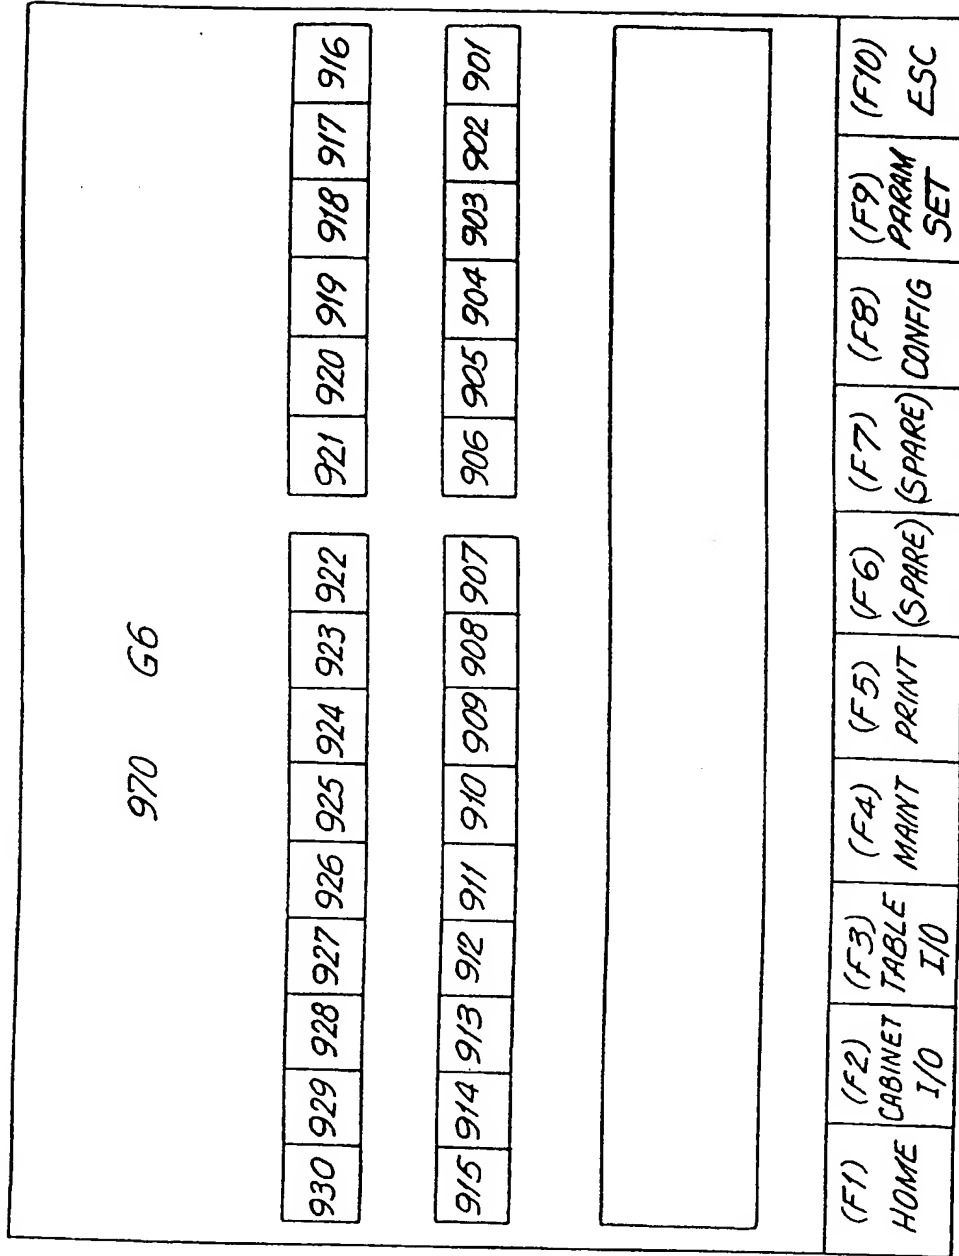 970 G6
930 929 928 927 926 925 924 923 922 921 920 919 918 917 916
915 914 913 912 911 910 909 908 907 906 905 904 903 902 901
(F1) HOME
(F2) CABINET I/O
(F3) TABLE I/O
(F4) MAINT
(F5) PRINT
(F6) (SPARE)
(F7) (SPARE)
(F8) CONFIG
(F9) PARAM SET
(F10) ESC